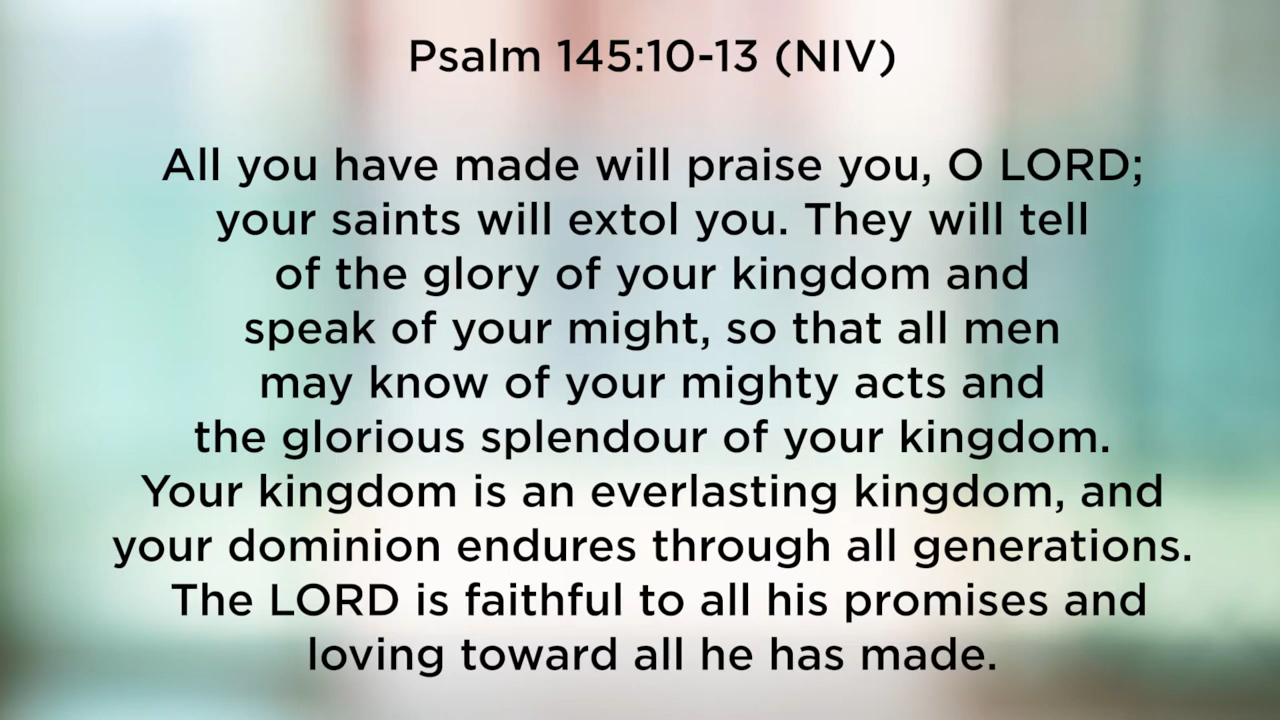 Psalm 145:10-13 (NIV)
All you have made will praise you, O LORD;
your saints will extol you. They will tell
of the glory of your kingdom and
speak of your might, so that all men
may know of your mighty acts and
the glorious splendour of your kingdom.
Your kingdom is an everlasting kingdom, and
your dominion endures through all generations.
The LORD is faithful to all his promises and
loving toward all he has made.